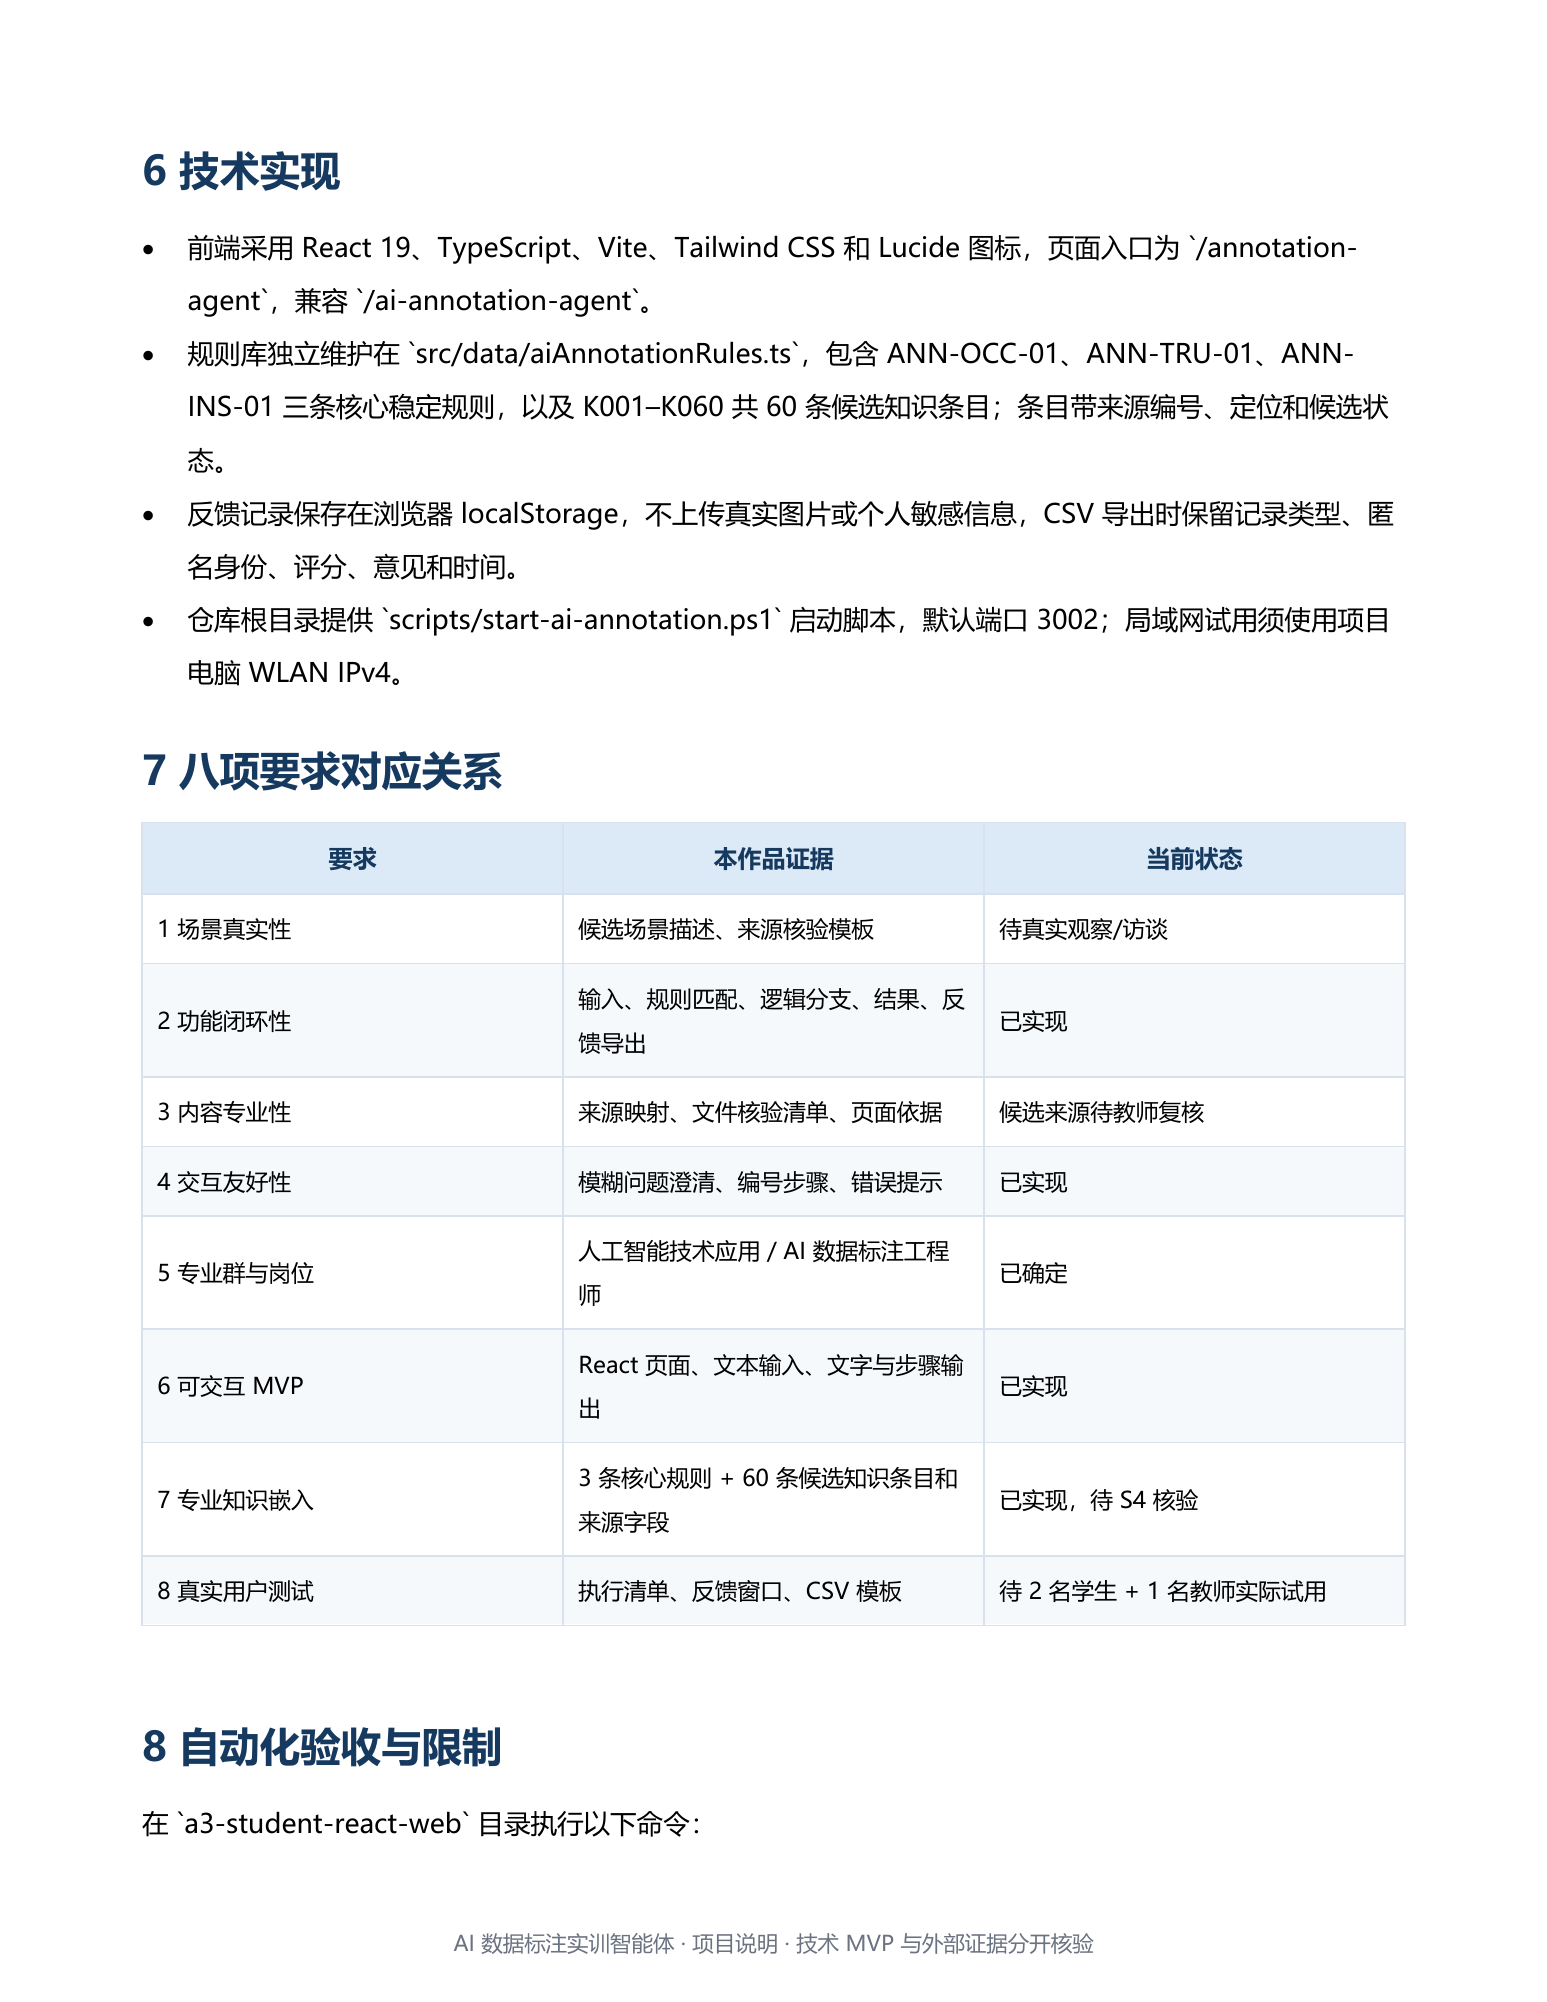 6 技术实现
• 前端采用 React 19、TypeScript、Vite、Tailwind CSS 和 Lucide 图标，页面入口为 `/annotation-
agent`，兼容 `/ai-annotation-agent`。
• 规则库独立维护在 `src/data/aiAnnotationRules.ts`，包含 ANN-OCC-01、ANN-TRU-01、ANN-
INS-01 三条核心稳定规则，以及 K001–K060 共 60 条候选知识条目；条目带来源编号、定位和候选状
态。
• 反馈记录保存在浏览器 localStorage，不上传真实图片或个人敏感信息，CSV 导出时保留记录类型、匿
名身份、评分、意见和时间。
• 仓库根目录提供 `scripts/start-ai-annotation.ps1` 启动脚本，默认端口 3002；局域网试用须使用项目
电脑 WLAN IPv4。
7 八项要求对应关系
要求 本作品证据 当前状态
1 场景真实性 候选场景描述、来源核验模板 待真实观察/访谈
2 功能闭环性 输入、规则匹配、逻辑分支、结果、反
馈导出 已实现
3 内容专业性 来源映射、文件核验清单、页面依据 候选来源待教师复核
4 交互友好性 模糊问题澄清、编号步骤、错误提示 已实现
5 专业群与岗位 人工智能技术应用 / AI 数据标注工程
师 已确定
6 可交互 MVP React 页面、文本输入、文字与步骤输
出 已实现
7 专业知识嵌入 3 条核心规则 + 60 条候选知识条目和
来源字段 已实现，待 S4 核验
8 真实用户测试 执行清单、反馈窗口、CSV 模板 待 2 名学生 + 1 名教师实际试用
8 自动化验收与限制
在 `a3-student-react-web` 目录执行以下命令：
AI 数据标注实训智能体 · 项目说明 · 技术 MVP 与外部证据分开核验